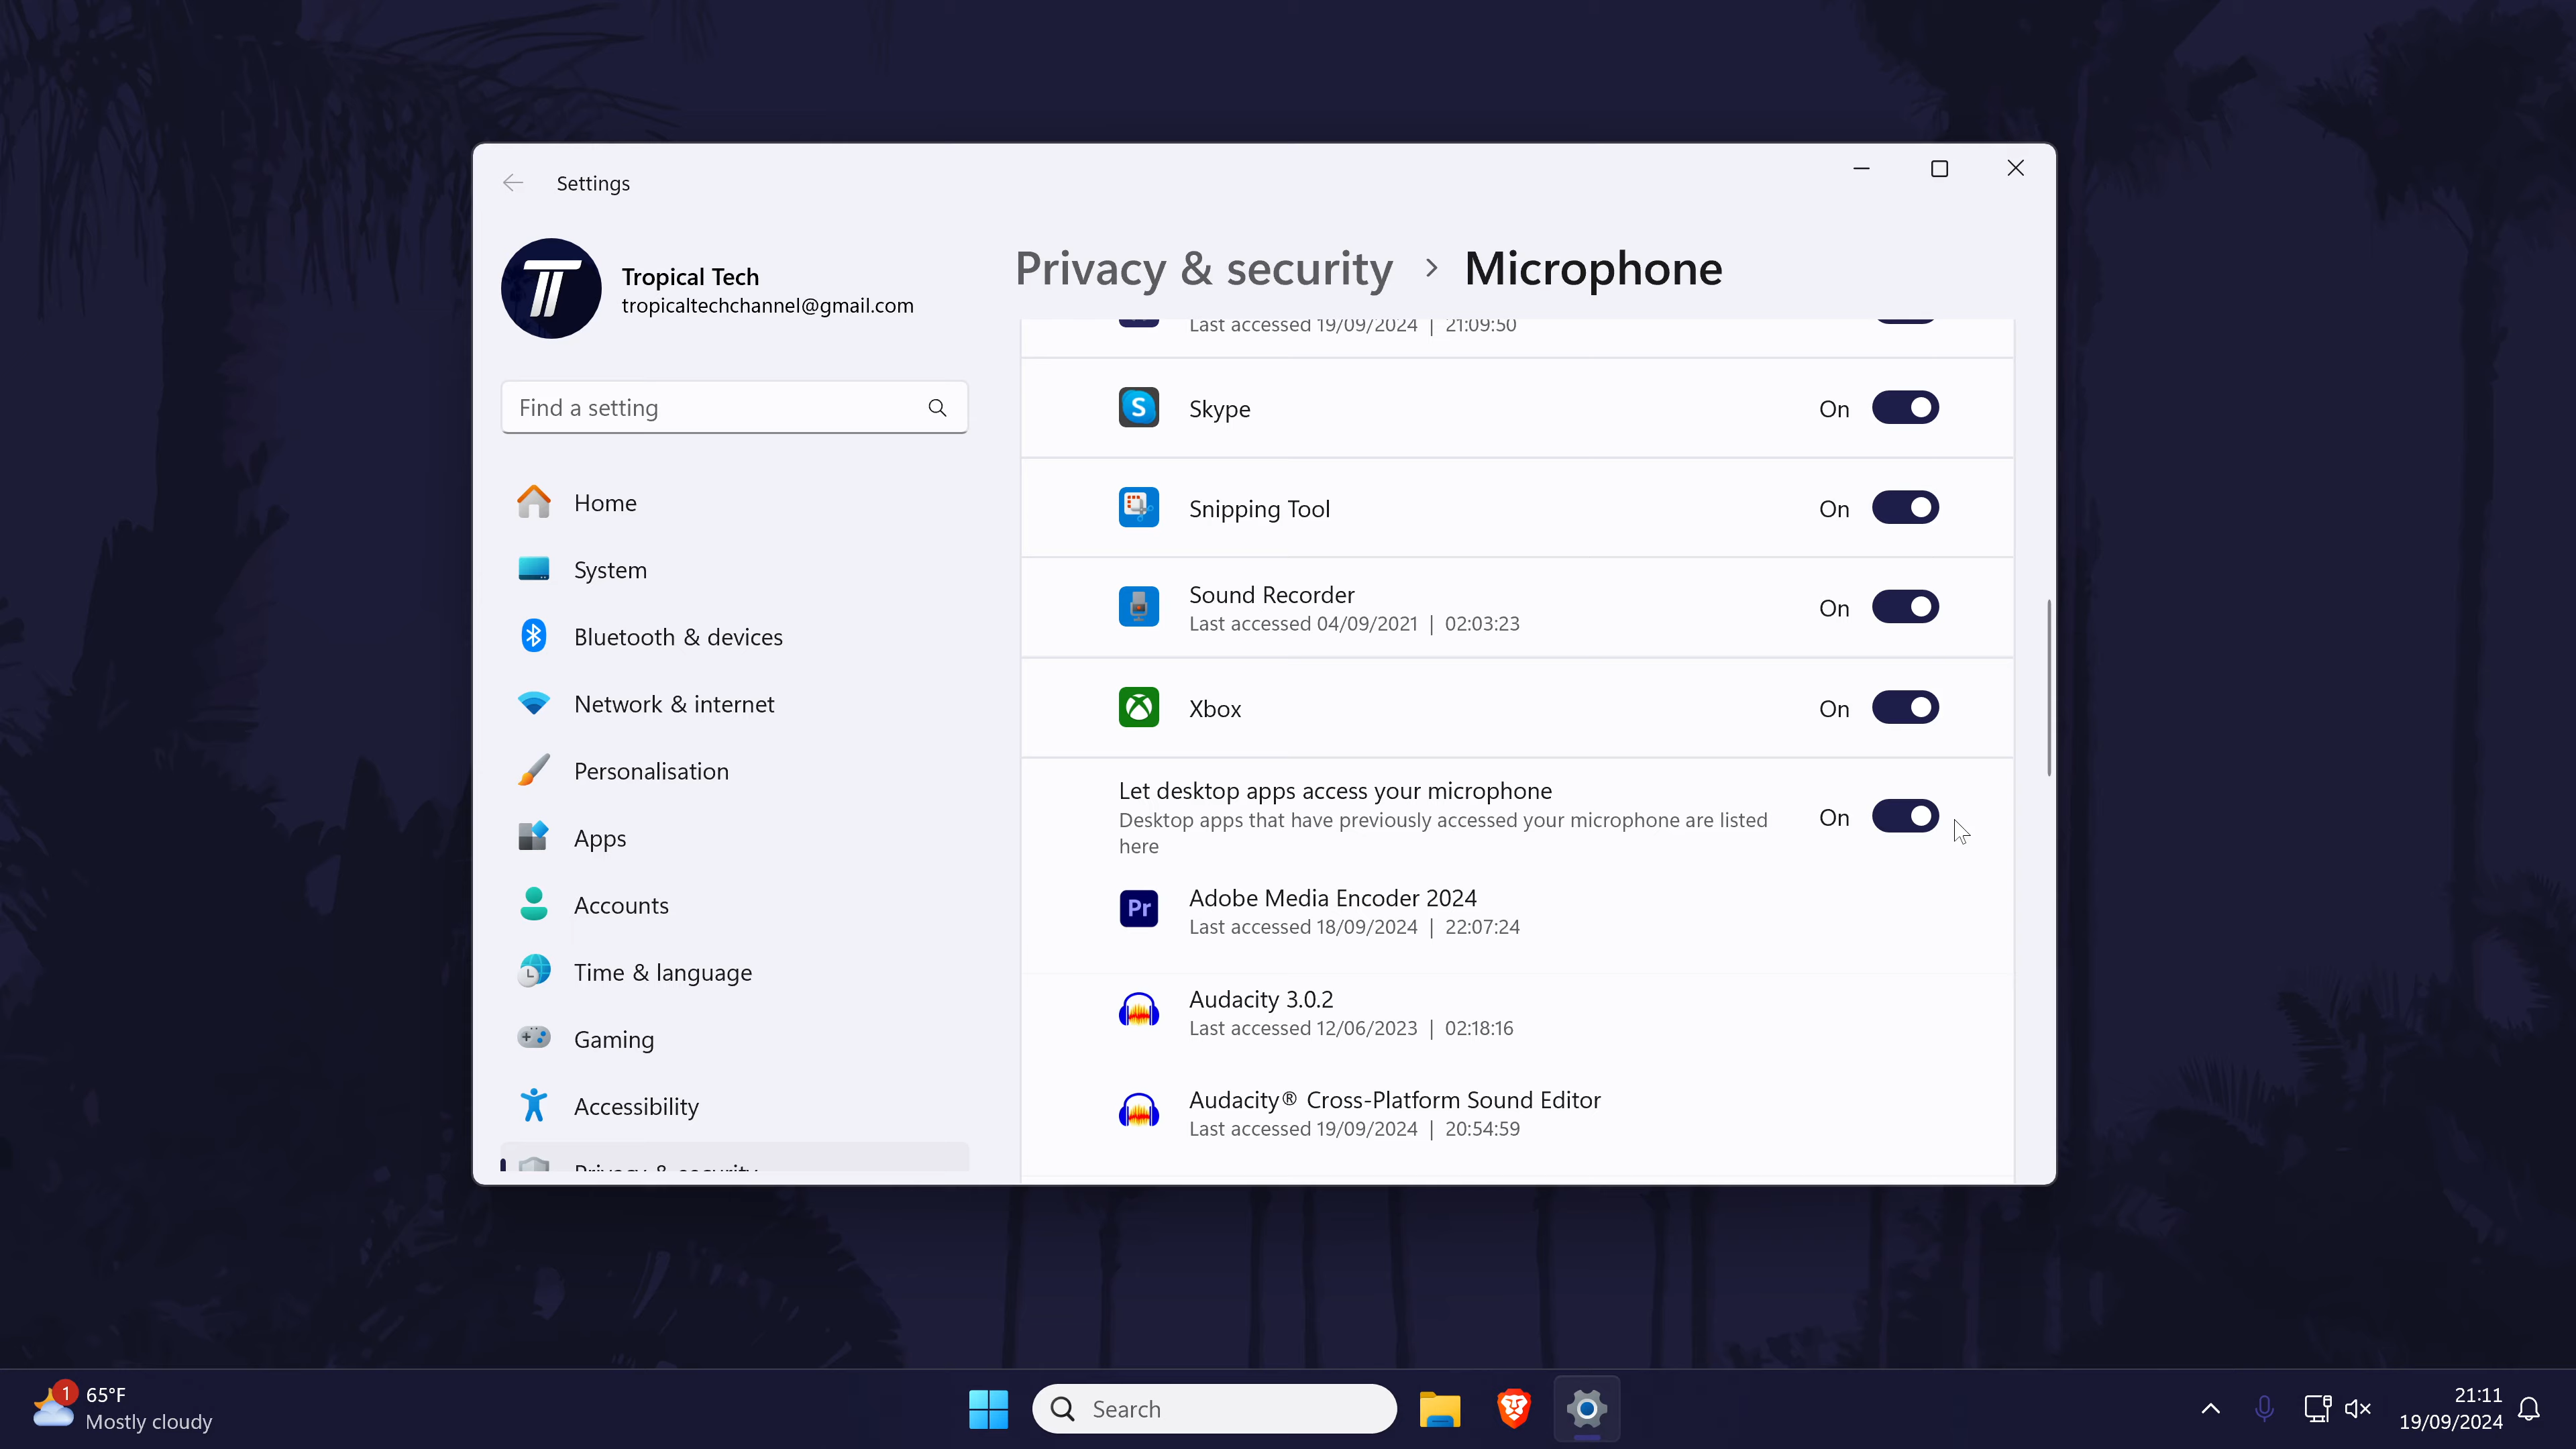 Settings
Tropical Tech
tropicaltechchannel@gmail.com
Find a setting
Home
System
Bluetooth & devices
Network & internet
Personalisation
Apps
Accounts
Time & language
Gaming
Accessibility
Privacy & security
Privacy & security > Microphone
Last accessed 19/09/2024 | 21:09:50
Skype On
Snipping Tool On
Sound Recorder
Last accessed 04/09/2021 | 02:03:23
On
Xbox On
Let desktop apps access your microphone
Desktop apps that have previously accessed your microphone are listed
here
On
Pr
Adobe Media Encoder 2024
Last accessed 18/09/2024 | 22:07:24
Audacity 3.0.2
Last accessed 12/06/2023 | 02:18:16
Audacity® Cross-Platform Sound Editor
Last accessed 19/09/2024 | 20:54:59
1
65°F
Mostly cloudy
Search
21:11
19/09/2024